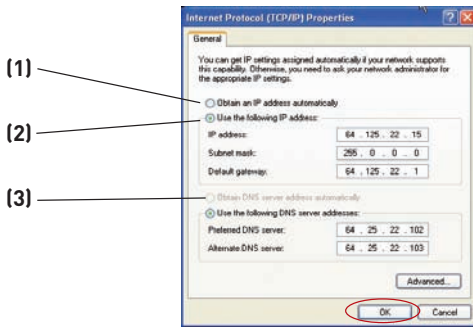 Internet Protocol (TCP/IP) Properties
General
You can get IP settings assigned automatically if your network supports
this capability. Otherwise, you need to ask your network administrator for
the appropriate IP settings.
(1)
Obtain an IP address automatically
(2)
Use the following IP address:
IP address: 64 . 125 . 22 . 15
Subnet mask: 255 . 0 . 0 . 0
Default gateway: 64 . 125 . 22 . 1
(3)
Obtain DNS server address automatically
Use the following DNS server addresses:
Preferred DNS server: 64 . 25 . 22 . 102
Alternate DNS server: 64 . 25 . 22 . 103
Advanced...
OK Cancel